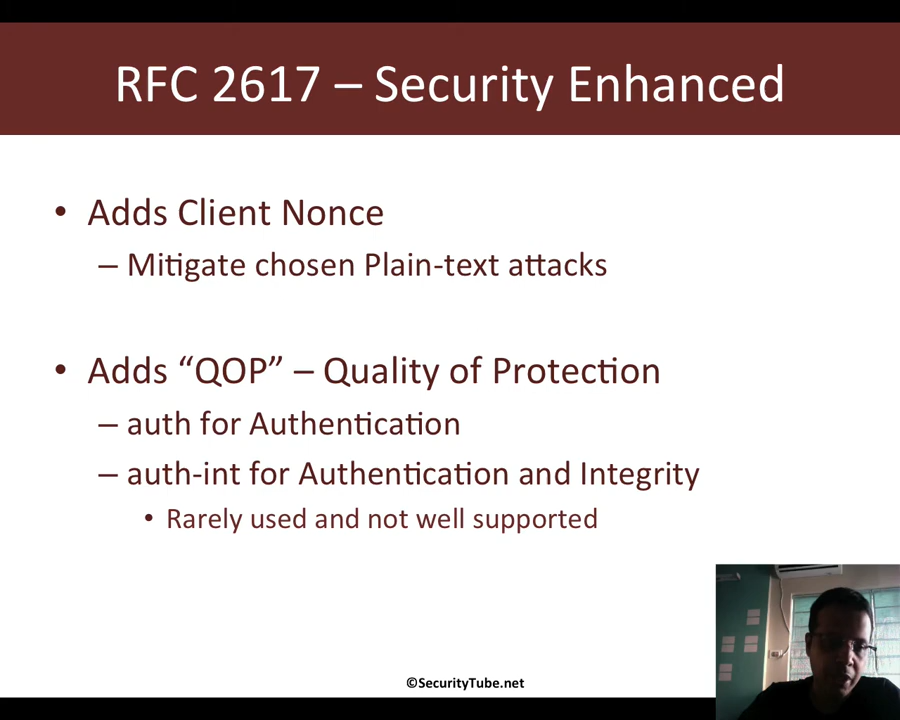 RFC 2617 – Security Enhanced
• Adds Client Nonce
– Mitigate chosen Plain-text attacks
• Adds “QOP” – Quality of Protection
– auth for Authentication
– auth-int for Authentication and Integrity
• Rarely used and not well supported
©SecurityTube.net